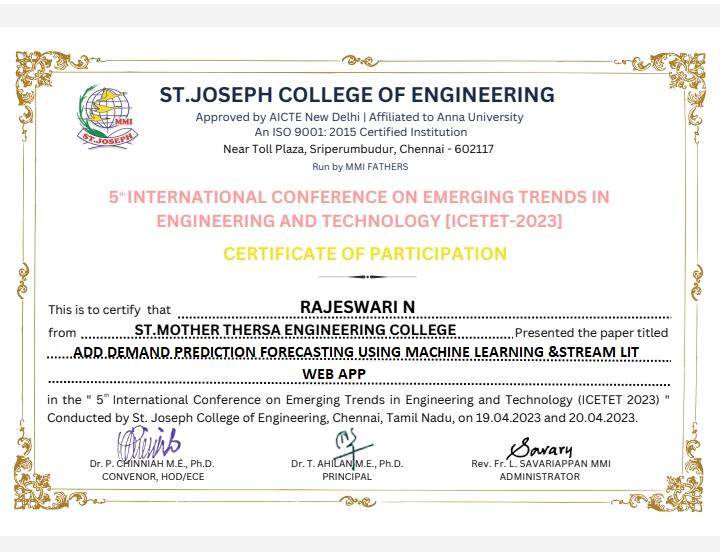 ST.JOSEPH COLLEGE OF ENGINEERING
Approved by AICTE New Delhi | Affiliated to Anna University
An ISO 9001: 2015 Certified Institution
Near Toll Plaza, Sriperumbudur, Chennai - 602117
Run by MMI FATHERS
MMI
ST.JOSEPH
5th INTERNATIONAL CONFERENCE ON EMERGING TRENDS IN
ENGINEERING AND TECHNOLOGY [ICETET-2023]
CERTIFICATE OF PARTICIPATION
This is to certify that RAJESWARI N
from ST.MOTHER THERSA ENGINEERING COLLEGE Presented the paper titled
ADD DEMAND PREDICTION FORECASTING USING MACHINE LEARNING &STREAM LIT
WEB APP
in the " 5th International Conference on Emerging Trends in Engineering and Technology (ICETET 2023) "
Conducted by St. Joseph College of Engineering, Chennai, Tamil Nadu, on 19.04.2023 and 20.04.2023.
Savary
Dr. P. CHINNIAH M.E., Ph.D. Dr. T. AHILAN M.E., Ph.D. Rev. Fr. L. SAVARIAPPAN MMI
CONVENOR, HOD/ECE PRINCIPAL ADMINISTRATOR